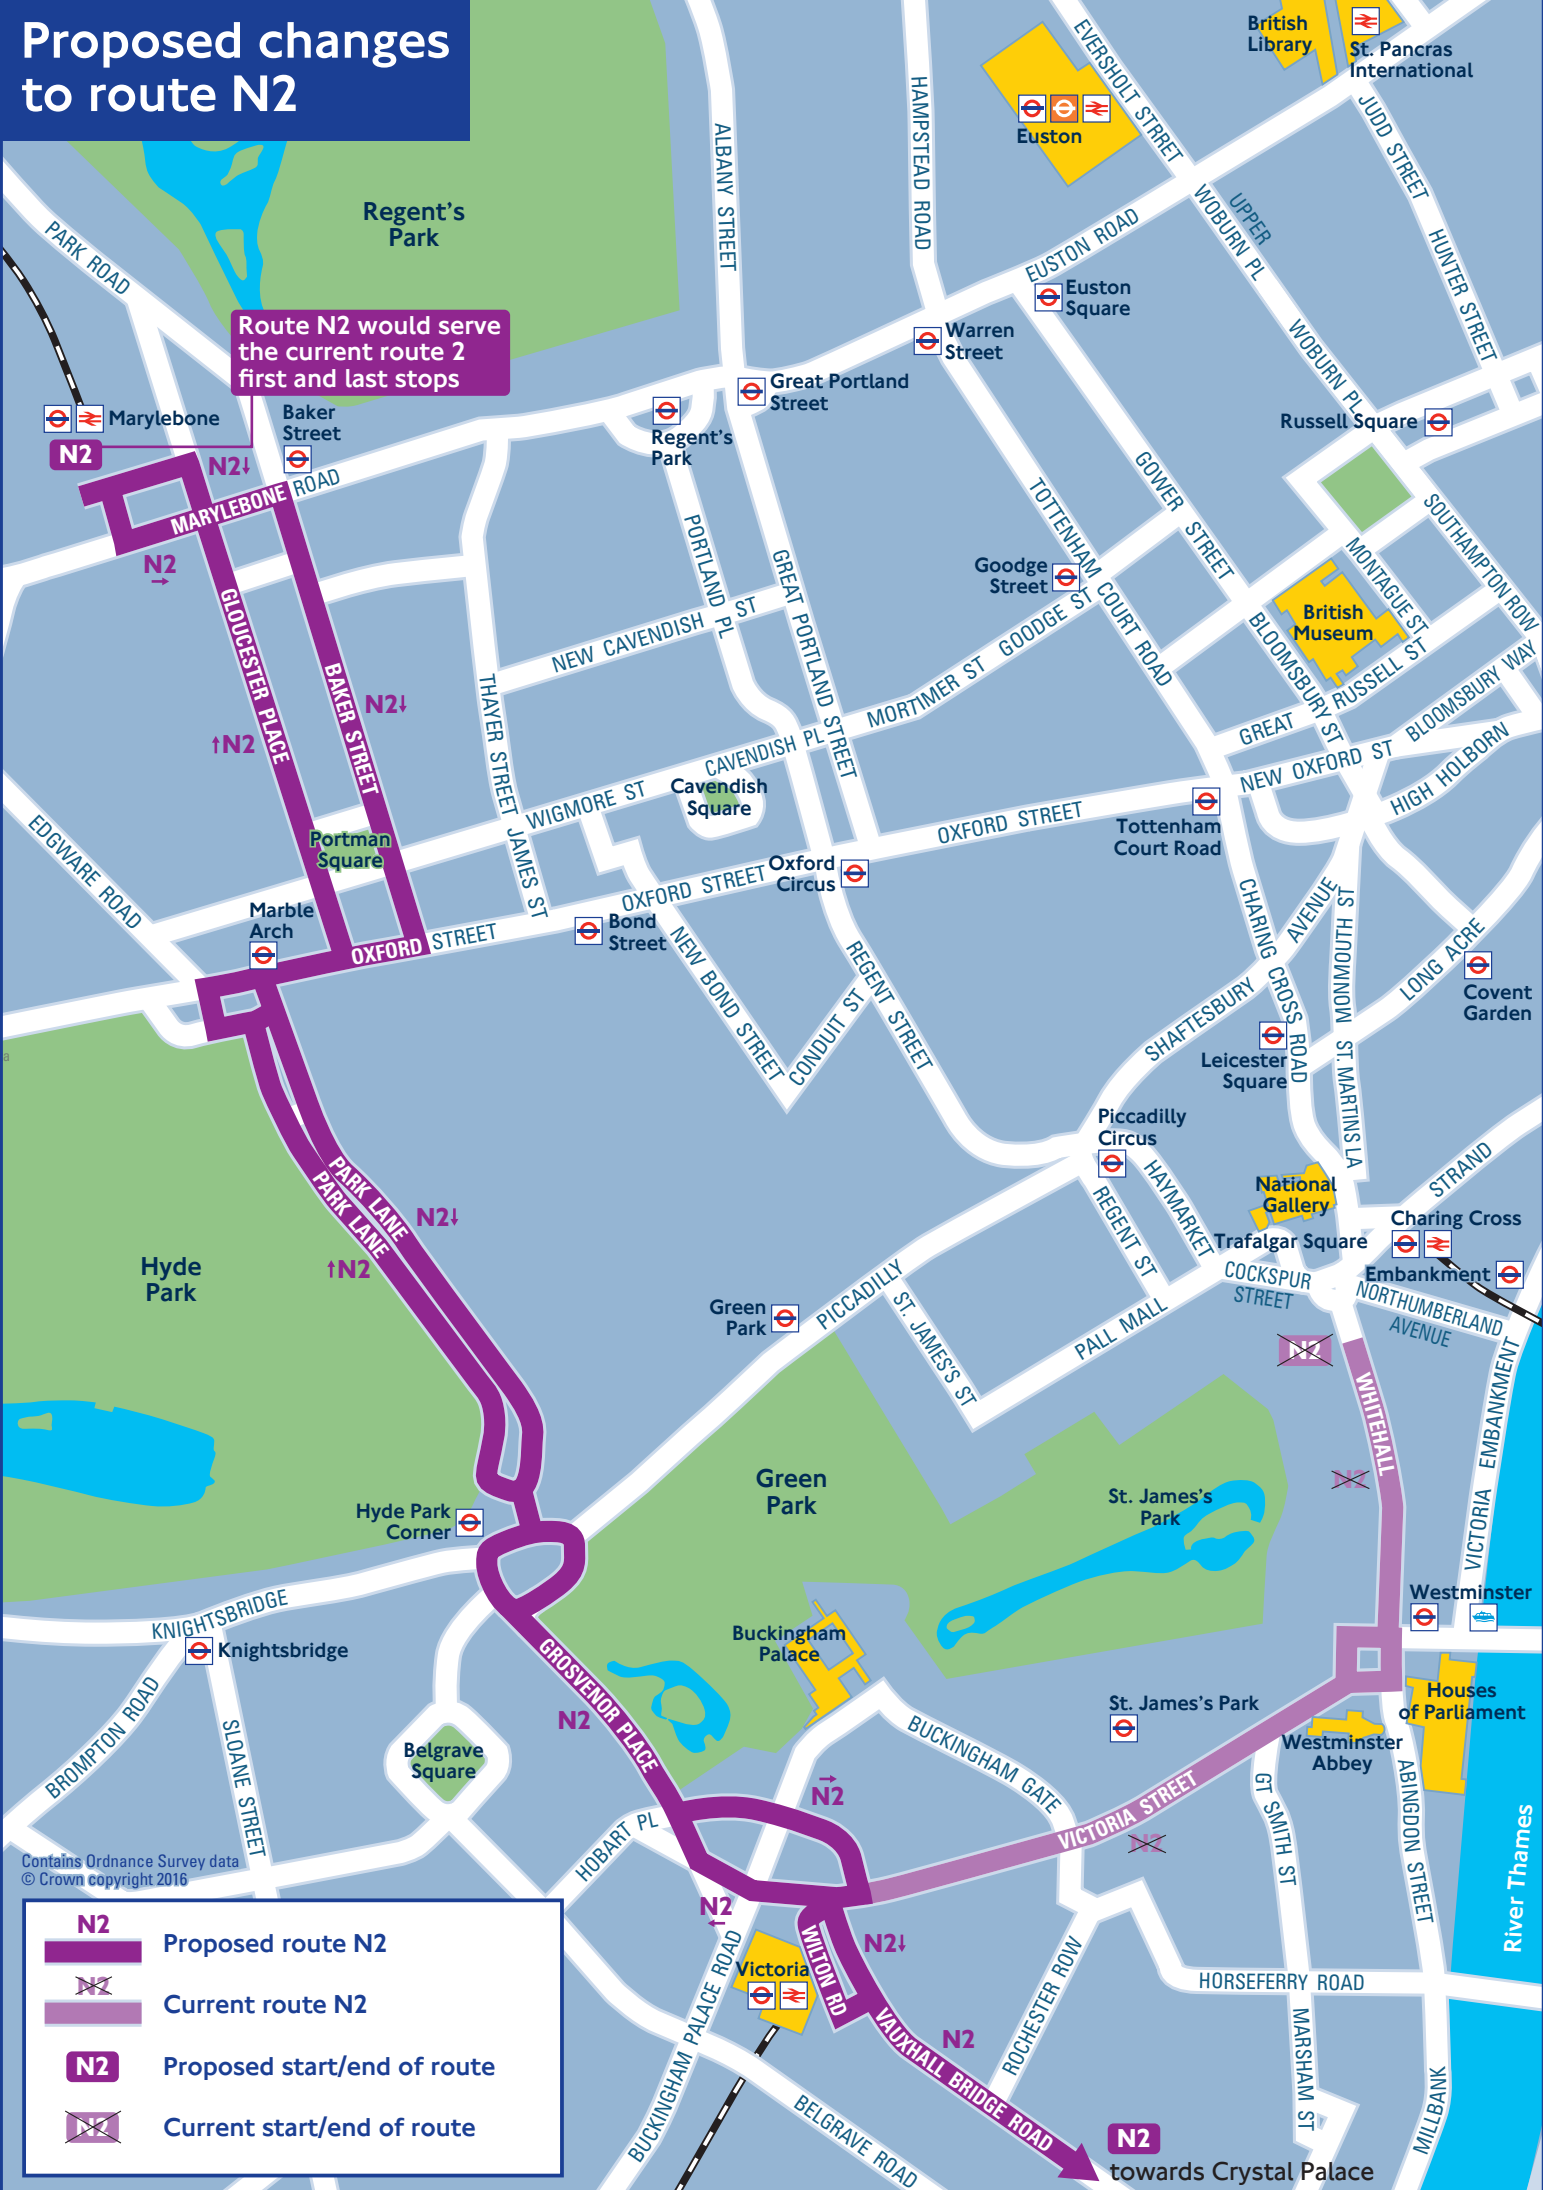 Proposed changes
to route N2
British
Library
St. Pancras
International
EVERSHOLT STRRET
Euston
HAMPSTEAD ROAD
ALBANY STREET
JUDD STREET
HUNTER STREET
UPPER
WOBURN PL
EUSTON ROAD
Regent's
Park
PARK ROAD
Euston
Square
Warren
Street
WOBURN PL
Route N2 would serve
the current route 2
first and last stops
Great Portland
Street
Marylebone
Baker
Street
Regent's
Park
Russell Square
N2
N2↓
MARYLEBONE ROAD
N2
→
TOTTENHAM COURT ROAD
GOWER STREET
SOUTHAMPTON ROW
PORTLAND PL
GREAT PORTLAND STREET
MONTAGUE ST
Goodge
Street
British
Museum
GLOUCESTER PLACE
NEW CAVENDISH ST
GOODGE ST
MORTIMER ST
BLOOMSBURY ST
GREAT RUSSELL ST
BLOOMSBURY WAY
BAKER STREET
N2↓
↑N2
THAYER STREET
JAMES ST
WIGMORE ST
CAVENDISH PL
Cavendish
Square
NEW OXFORD ST
HIGH HOLBORN
OXFORD STREET
Tottenham
Court Road
EDGWARE ROAD
Portman
Square
Oxford
Circus
OXFORD STREET
Marble
Arch
OXFORD STREET
Bond
Street
NEW BOND STREET
CONDUIT ST
REGENT STREET
CHARING CROSS ROAD
SHAFTESBURY AVENUE
MONMOUTH ST
ST. MARTINS LA
LONG ACRE
Covent
Garden
Leicester
Square
a
Piccadilly
Circus
HAYMARKET
REGENT ST
National
Gallery
STRAND
PARK LANE
PARK LANE
N2↓
↑N2
Trafalgar Square
Charing Cross
Embankment
COCKSPUR
STREET
NORTHUMBERLAND
AVENUE
Hyde
Park
Green
Park
PICCADILLY
ST. JAMES'S ST
PALL MALL
N2
WHITEHALL
VICTORIA EMBANKMENT
N2
Green
Park
St. James's
Park
Hyde Park
Corner
Westminster
KNIGHTSBRIDGE
Knightsbridge
Buckingham
Palace
GROSVENOR PLACE
N2
BROMPTON ROAD
SLOANE STREET
Belgrave
Square
St. James's Park
Houses
of Parliament
Westminster
Abbey
BUCKINGHAM GATE
VICTORIA STREET
N2
GT SMITH ST
ABINGDON STREET
River Thames
→
N2
HOBART PL
N2
←
Contains Ordnance Survey data
© Crown copyright 2016
WILTON RD
N2↓
Victoria
BUCKINGHAM PALACE ROAD
ROCHESTER ROW
HORSEFERRY ROAD
MARSHAM ST
MILLBANK
VAUXHALL BRIDGE ROAD
N2
BELGRAVE ROAD
N2
towards Crystal Palace
N2
Proposed route N2
N2
Current route N2
N2
Proposed start/end of route
N2
Current start/end of route